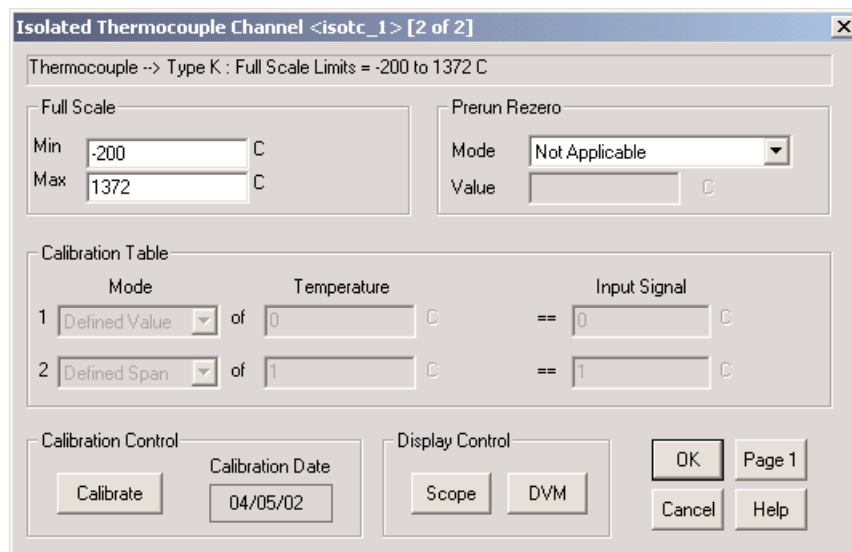 Isolated Thermocouple Channel <isotc_1> [2 of 2]
Thermocouple --> Type K : Full Scale Limits = -200 to 1372 C
Full Scale
Min -200 C
Max 1372 C
Prerun Rezero
Mode Not Applicable
Value C
Calibration Table
Mode Temperature Input Signal
1 Defined Value of 0 C == 0 C
2 Defined Span of 1 C == 1 C
Calibration Control
Calibrate
Calibration Date
04/05/02
Display Control
Scope DVM
OK Page 1
Cancel Help